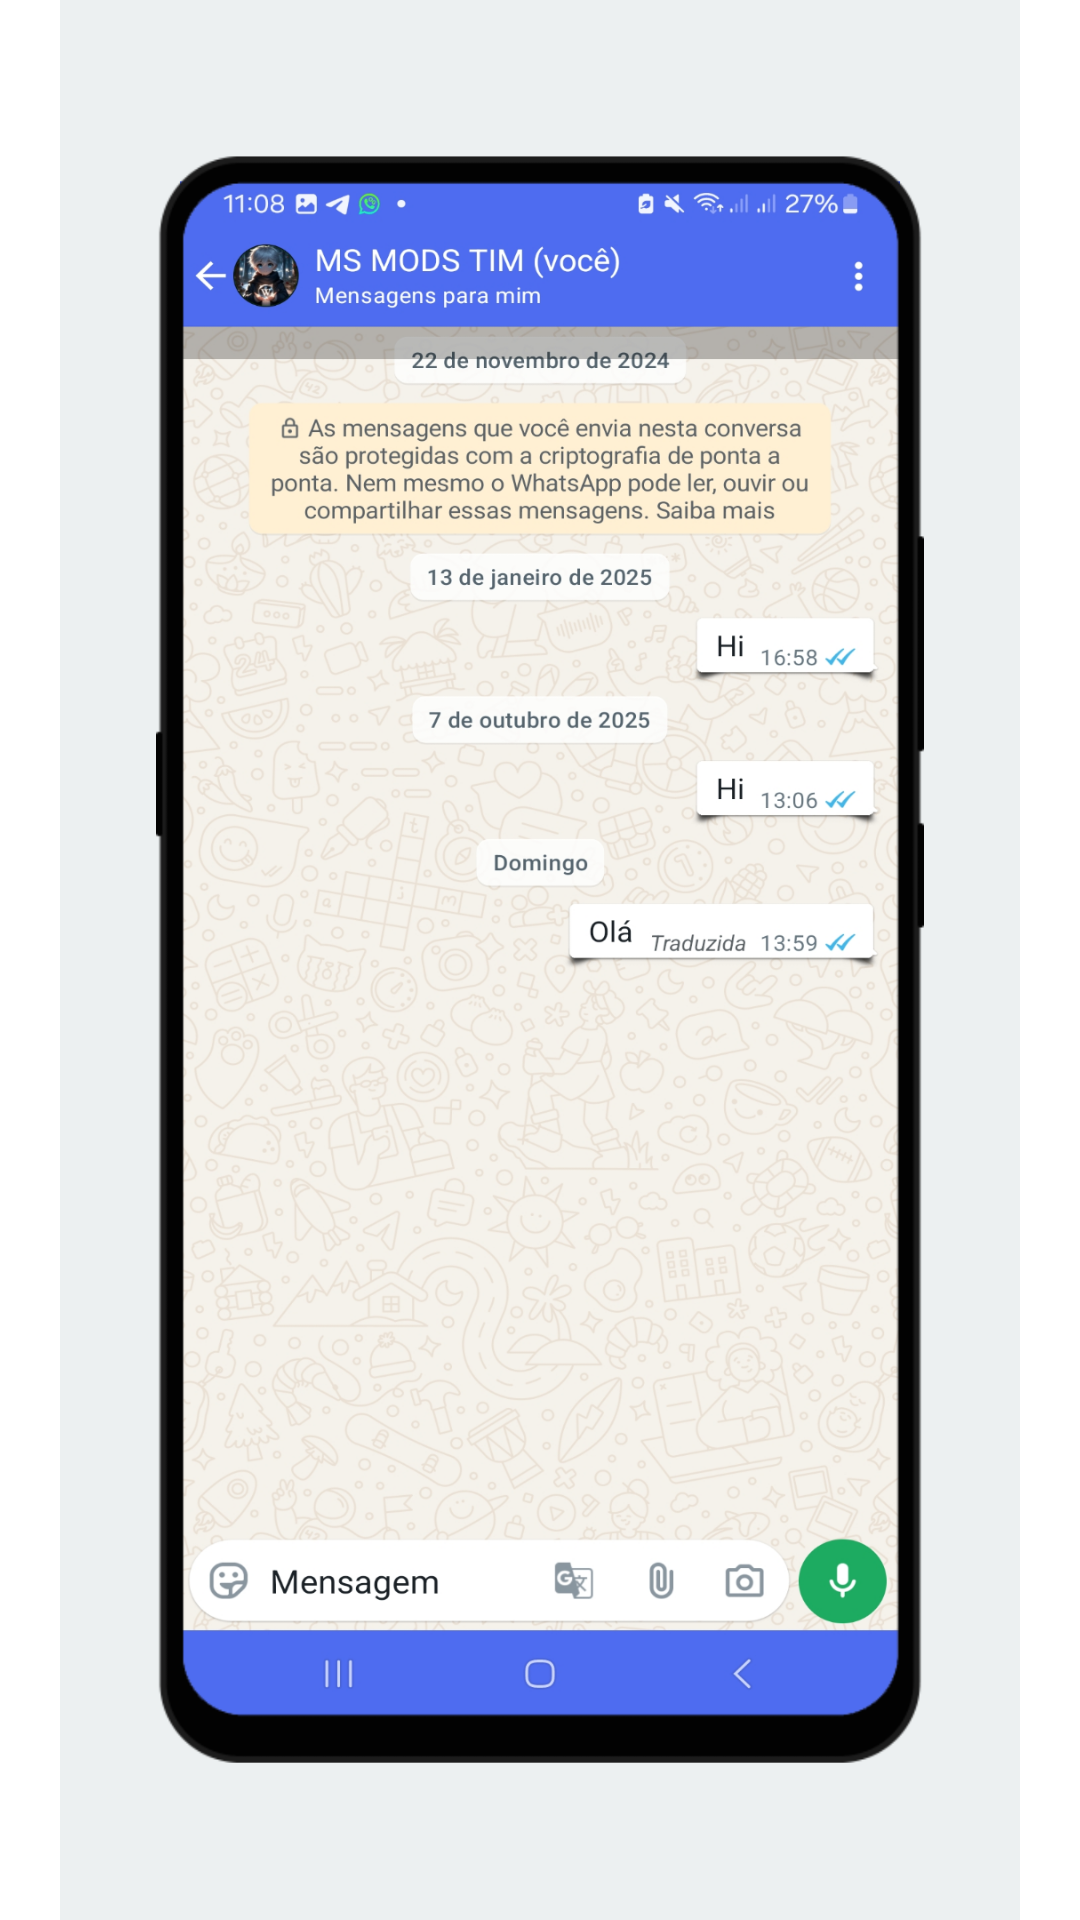 11:08
27%
MS MODS TIM (você)
Mensagens para mim
22 de novembro de 2024
As mensagens que você envia nesta conversa
são protegidas com a criptografia de ponta a
ponta. Nem mesmo o WhatsApp pode ler, ouvir ou
compartilhar essas mensagens. Saiba mais
13 de janeiro de 2025
Hi 16:58
7 de outubro de 2025
Hi 13:06
Domingo
Olá Traduzida 13:59
Mensagem